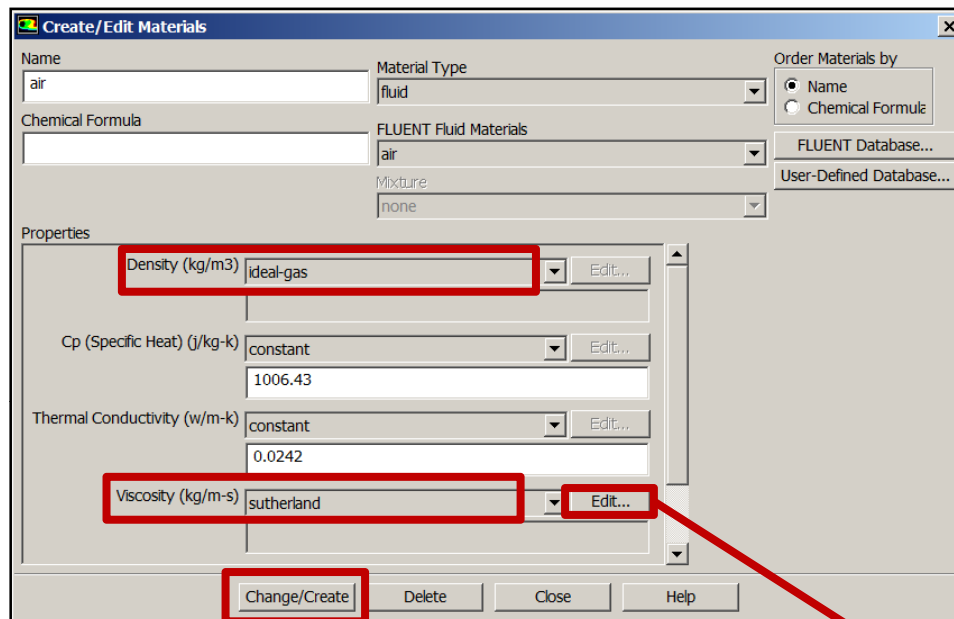 Create/Edit Materials
Name
air
Chemical Formula
Material Type
fluid
FLUENT Fluid Materials
air
Mixture
none
Order Materials by
Name
Chemical Formula
FLUENT Database...
User-Defined Database...
Properties
Density (kg/m3) ideal-gas Edit...
Cp (Specific Heat) (j/kg-k) constant Edit...
1006.43
Thermal Conductivity (w/m-k) constant Edit...
0.0242
Viscosity (kg/m-s) sutherland Edit...
Change/Create Delete Close Help